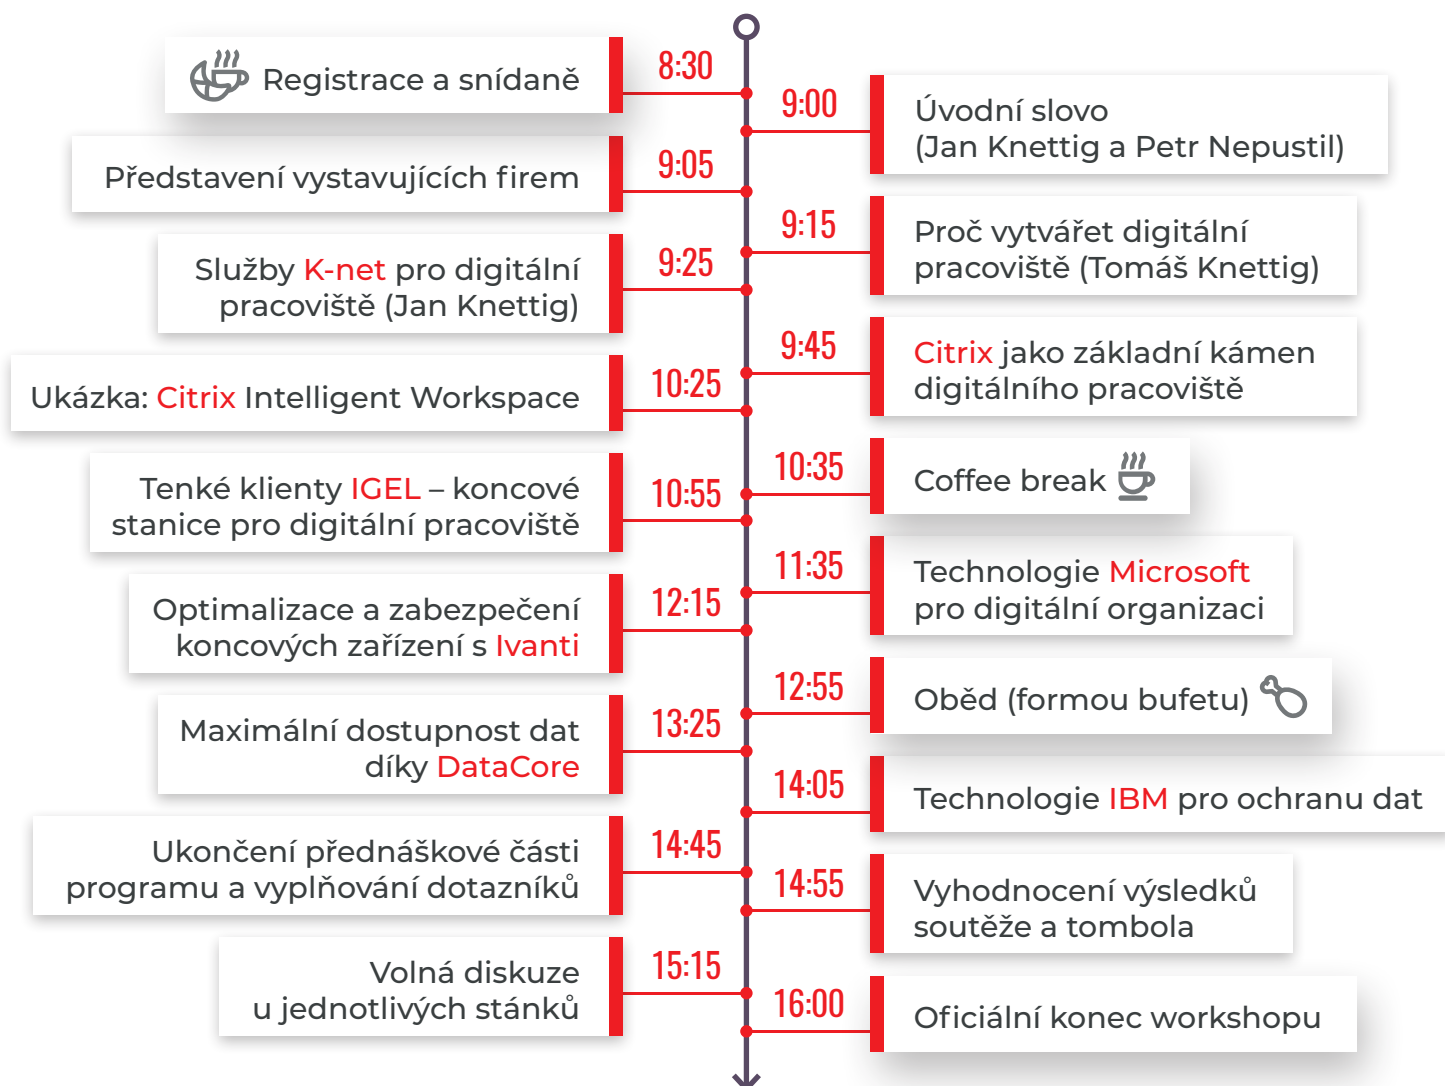 8:30
Registrace a snídaně
9:00
Úvodní slovo
(Jan Knettig a Petr Nepustil)
9:05
Představení vystavujících firem
9:15
Proč vytvářet digitální
pracoviště (Tomáš Knettig)
9:25
Služby K-net pro digitální
pracoviště (Jan Knettig)
9:45
Citrix jako základní kámen
digitálního pracoviště
10:25
Ukázka: Citrix Intelligent Workspace
10:35
Coffee break
10:55
Tenké klienty IGEL – koncové
stanice pro digitální pracoviště
11:35
Technologie Microsoft
pro digitální organizaci
12:15
Optimalizace a zabezpečení
koncových zařízení s Ivanti
12:55
Oběd (formou bufetu)
13:25
Maximální dostupnost dat
díky DataCore
14:05
Technologie IBM pro ochranu dat
14:45
Ukončení přednáškové části
programu a vyplňování dotazníků
14:55
Vyhodnocení výsledků
soutěže a tombola
15:15
Volná diskuze
u jednotlivých stánků
16:00
Oficiální konec workshopu